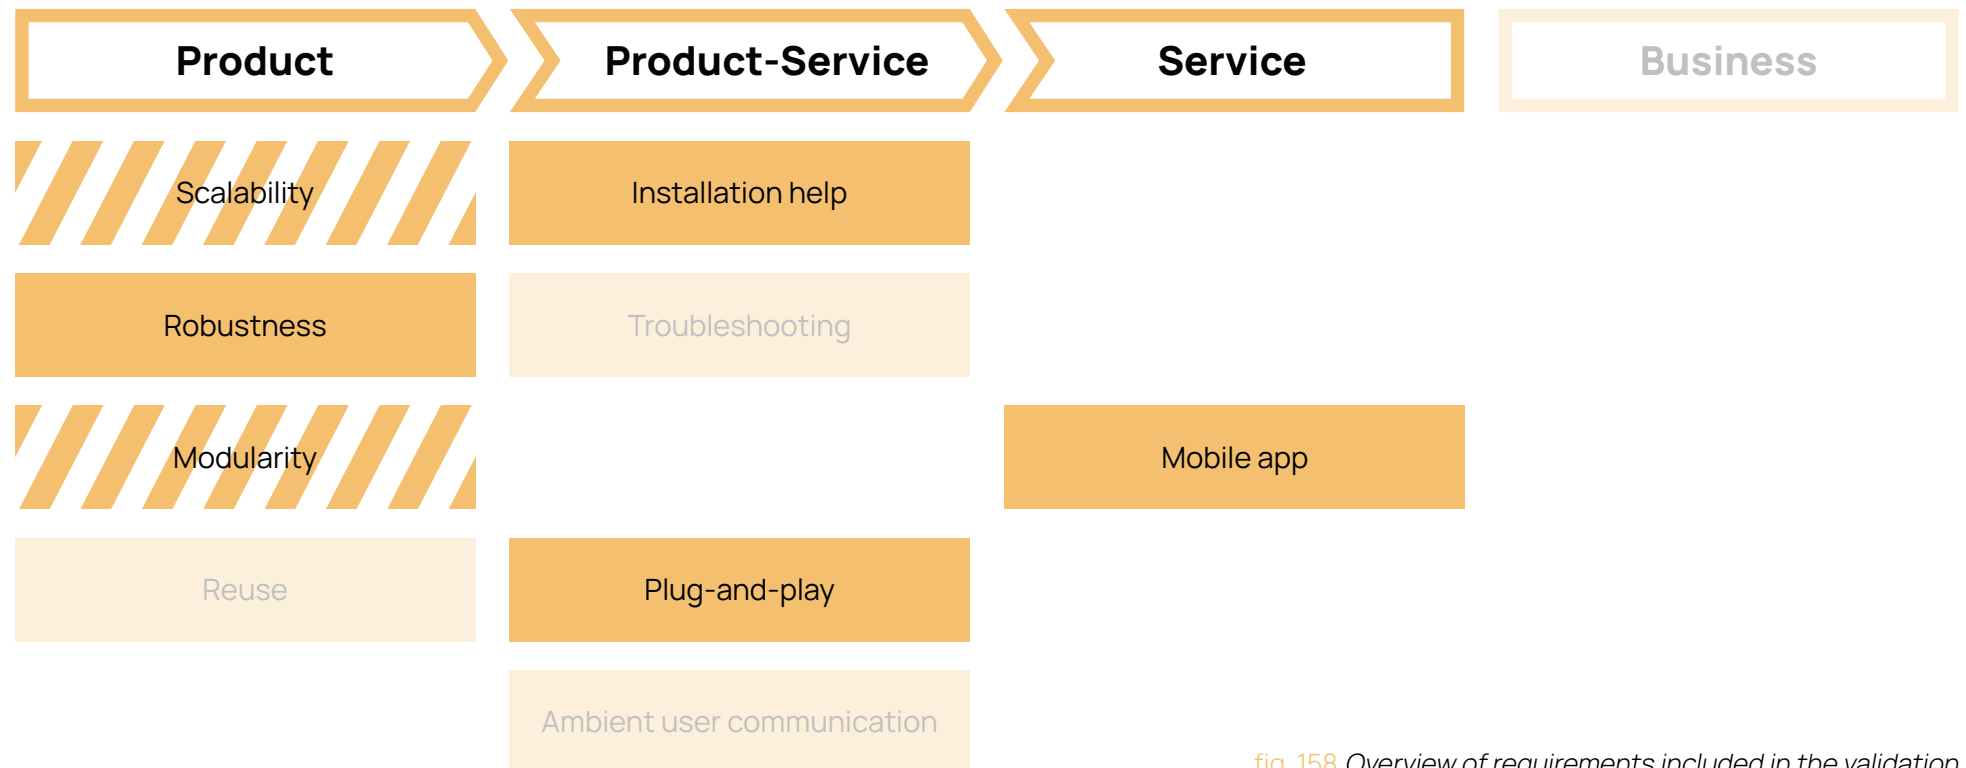 Product
Product-Service
Service
Business
Scalability
Installation help
Robustness
Troubleshooting
Modularity
Mobile app
Reuse
Plug-and-play
Ambient user communication
fig. 158 Overview of requirements included in the validation